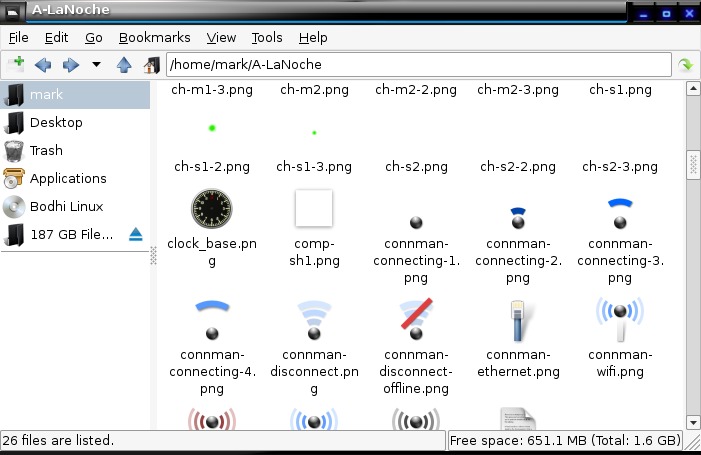 A-LaNoche
File Edit Go Bookmarks View Tools Help
/home/mark/A-LaNoche
mark
Desktop
Trash
Applications
Bodhi Linux
187 GB File...
ch-m1-3.png ch-m2.png ch-m2-2.png ch-m2-3.png ch-s1.png
ch-s1-2.png ch-s1-3.png ch-s2.png ch-s2-2.png ch-s2-3.png
clock_base.pn comp- connman- connman- connman-
g sh1.png connecting-1. connecting-2. connecting-3.
png png png
connman- connman- connman- connman- connman-
connecting-4. disconnect.pn disconnect- ethernet.png wifi.png
png g offline.png
26 files are listed. Free space: 651.1 MB (Total: 1.6 GB)